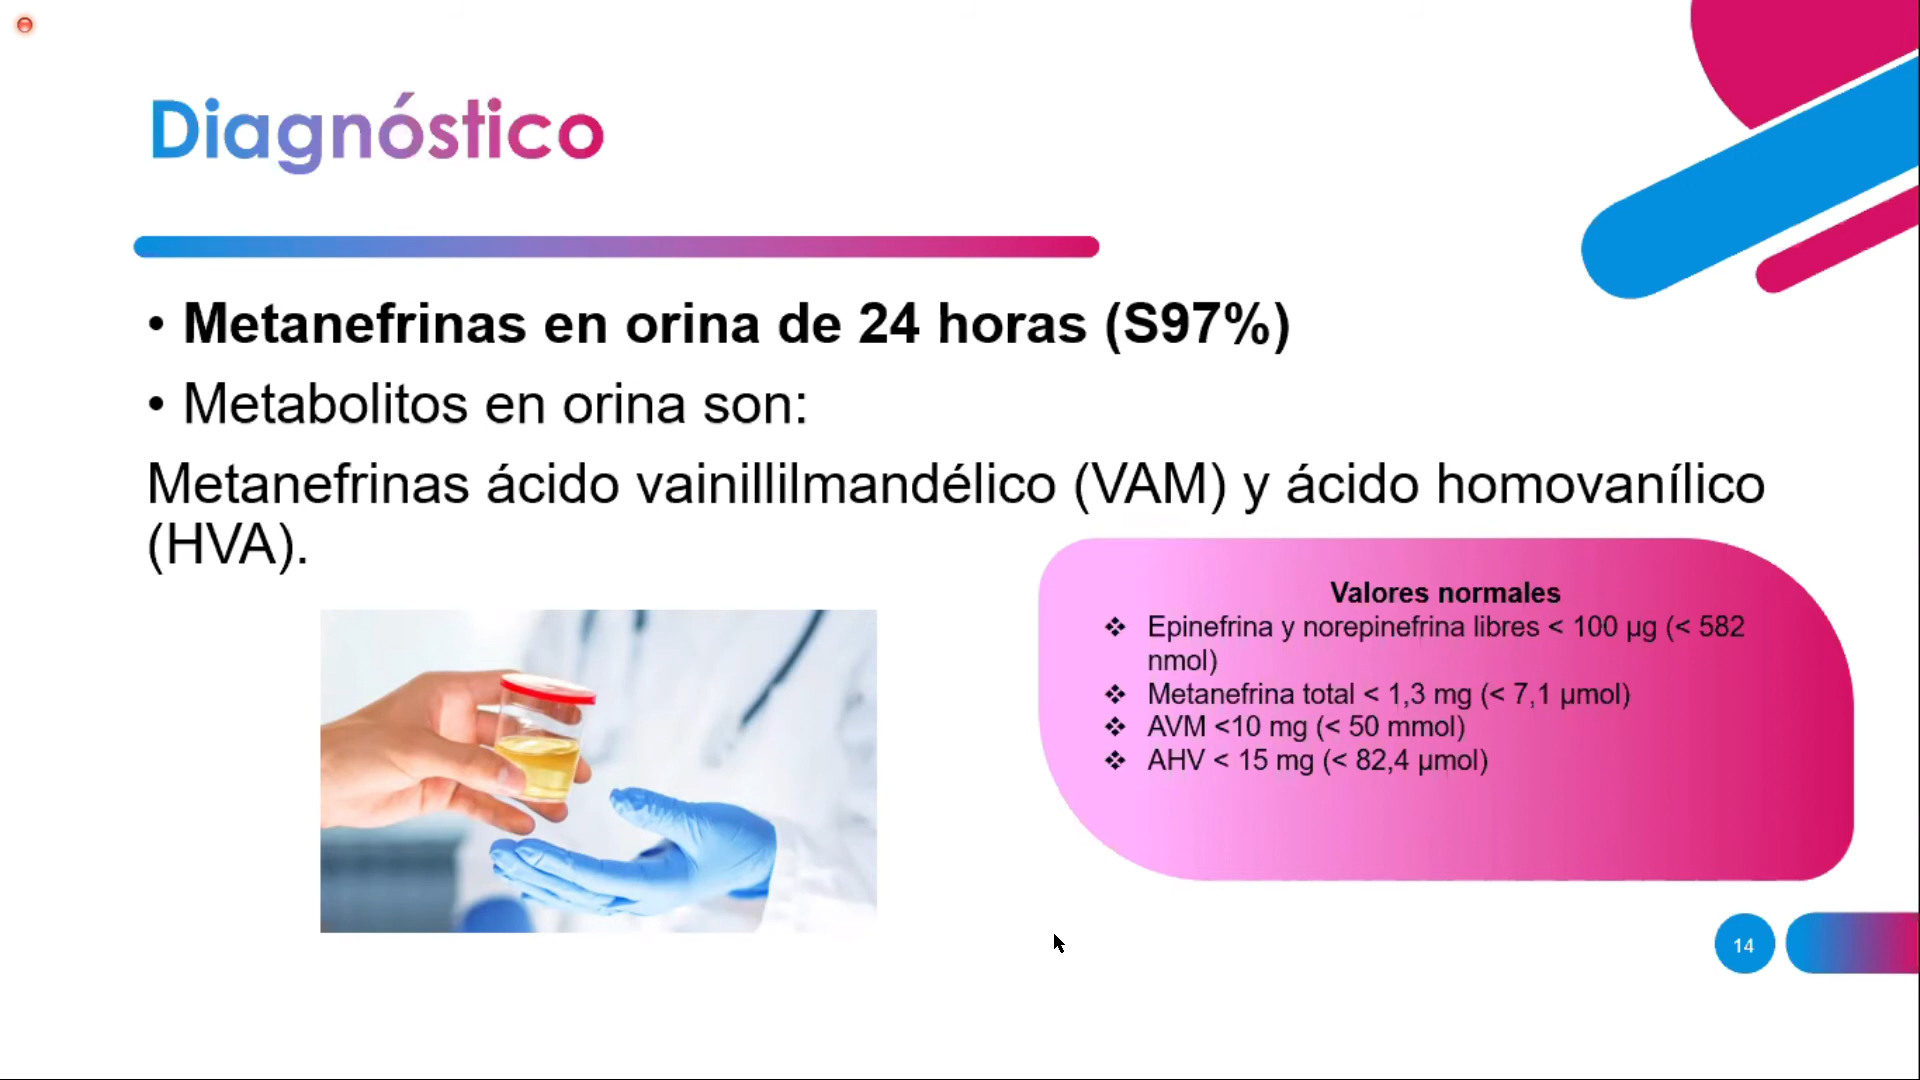 Diagnóstico
• Metanefrinas en orina de 24 horas (S97%)
• Metabolitos en orina son:
Metanefrinas ácido vainillilmandélico (VAM) y ácido homovanílico
(HVA).
Valores normales
❖ Epinefrina y norepinefrina libres < 100 µg (< 582
nmol)
❖ Metanefrina total < 1,3 mg (< 7,1 µmol)
❖ AVM <10 mg (< 50 mmol)
❖ AHV < 15 mg (< 82,4 µmol)
14